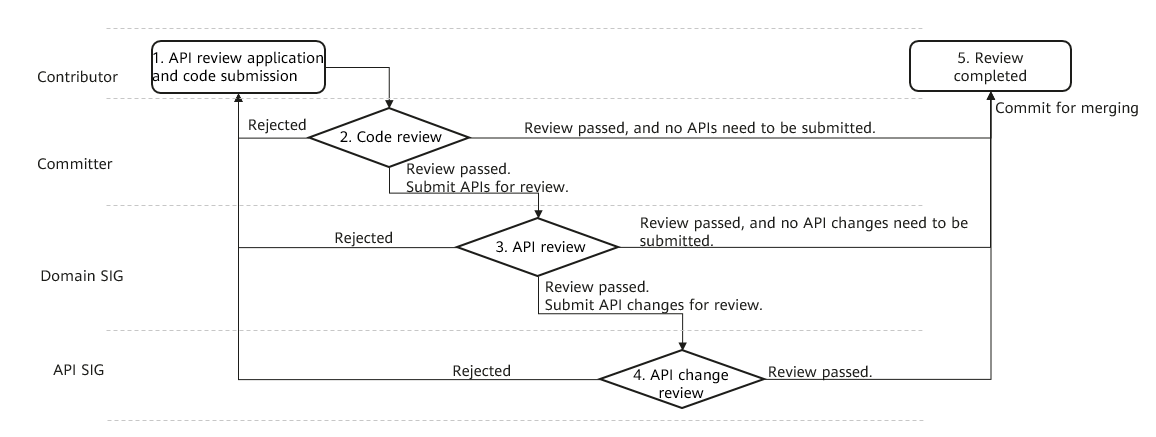 1. API review application
and code submission
5. Review
completed
Contributor
Commit for merging
Rejected
2. Code review
Review passed, and no APIs need to be submitted.
Committer
Review passed.
Submit APIs for review.
Rejected
3. API review
Review passed, and no API changes need to be
submitted.
Domain SIG
Review passed.
Submit API changes for review.
API SIG
Rejected
4. API change
review
Review passed.